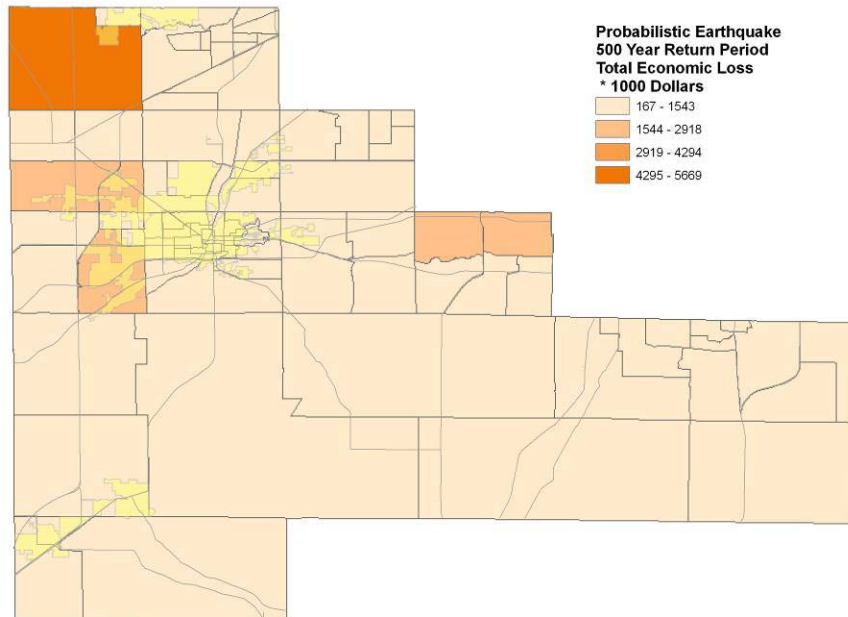 Probabilistic Earthquake
500 Year Return Period
Total Economic Loss
* 1000 Dollars
167 - 1543
1544 - 2918
2919 - 4294
4295 - 5669